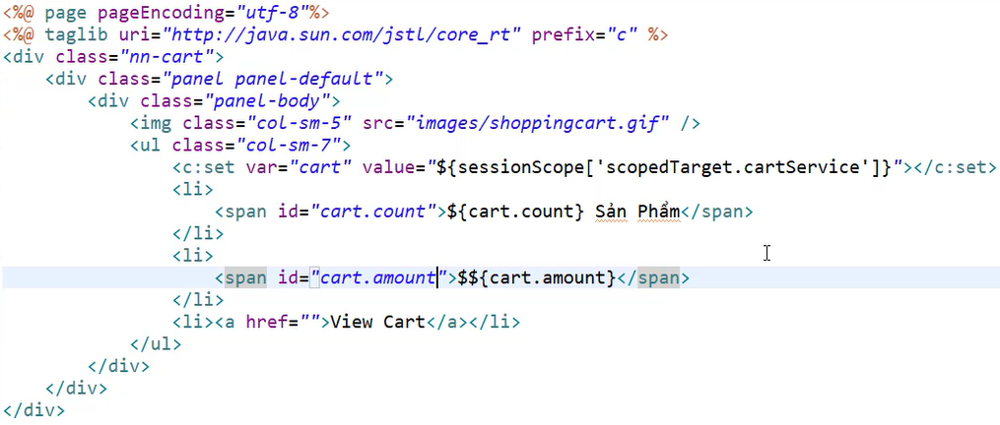 <%@ page pageEncoding="utf-8"%>
<%@ taglib uri="http://java.sun.com/jstl/core_rt" prefix="c" %>
<div class="nn-cart">
    <div class="panel panel-default">
        <div class="panel-body">
            <img class="col-sm-5" src="images/shoppingcart.gif" />
            <ul class="col-sm-7">
                <c:set var="cart" value="${sessionScope['scopedTarget.cartService']}"></c:set>
                <li>
                    <span id="cart.count">${cart.count} Sản Phẩm</span>
                </li>
                <li>
                    <span id="cart.amount">$${cart.amount}</span>
                </li>
                <li><a href="">View Cart</a></li>
            </ul>
        </div>
    </div>
</div>